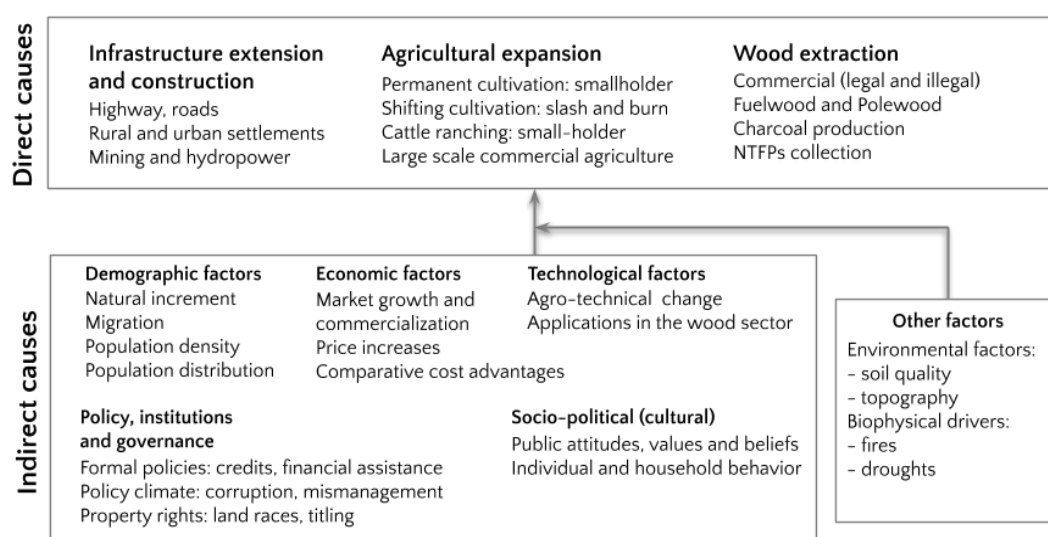 Direct causes
Infrastructure extension
and construction
Highway, roads
Rural and urban settlements
Mining and hydropower
Agricultural expansion
Permanent cultivation: smallholder
Shifting cultivation: slash and burn
Cattle ranching: small-holder
Large scale commercial agriculture
Wood extraction
Commercial (legal and illegal)
Fuelwood and Polewood
Charcoal production
NTFPs collection
Indirect causes
Demographic factors
Natural increment
Migration
Population density
Population distribution
Economic factors
Market growth and
commercialization
Price increases
Comparative cost advantages
Technological factors
Agro-technical change
Applications in the wood sector
Policy, institutions
and governance
Formal policies: credits, financial assistance
Policy climate: corruption, mismanagement
Property rights: land races, titling
Socio-political (cultural)
Public attitudes, values and beliefs
Individual and household behavior
Other factors
Environmental factors:
- soil quality
- topography
Biophysical drivers:
- fires
- droughts